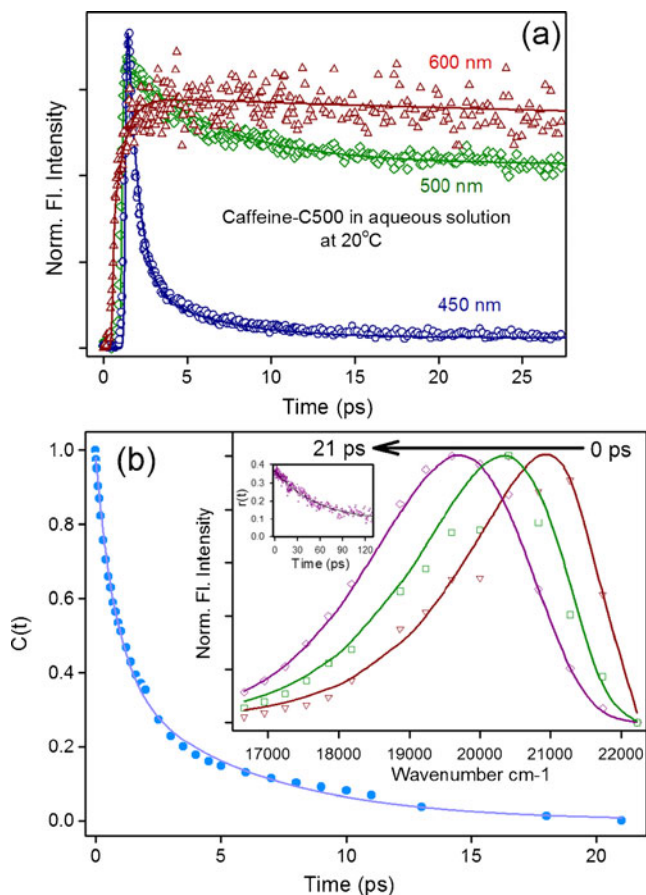 (a)
600 nm
500 nm
Caffeine-C500 in aqueous solution
at 20°C
450 nm
Norm. Fl. Intensity
0 5 10 15 20 25
Time (ps)
(b)
21 ps 0 ps
1.0
0.8
0.6
0.4
0.2
0.0
C(t)
0.4
0.3
0.2
0.1
0.0
r(t)
0 30 60 90 120
Time (ps)
Norm. Fl. Intensity
17000 18000 19000 20000 21000 22000
Wavenumber cm-1
0 5 10 15 20
Time (ps)